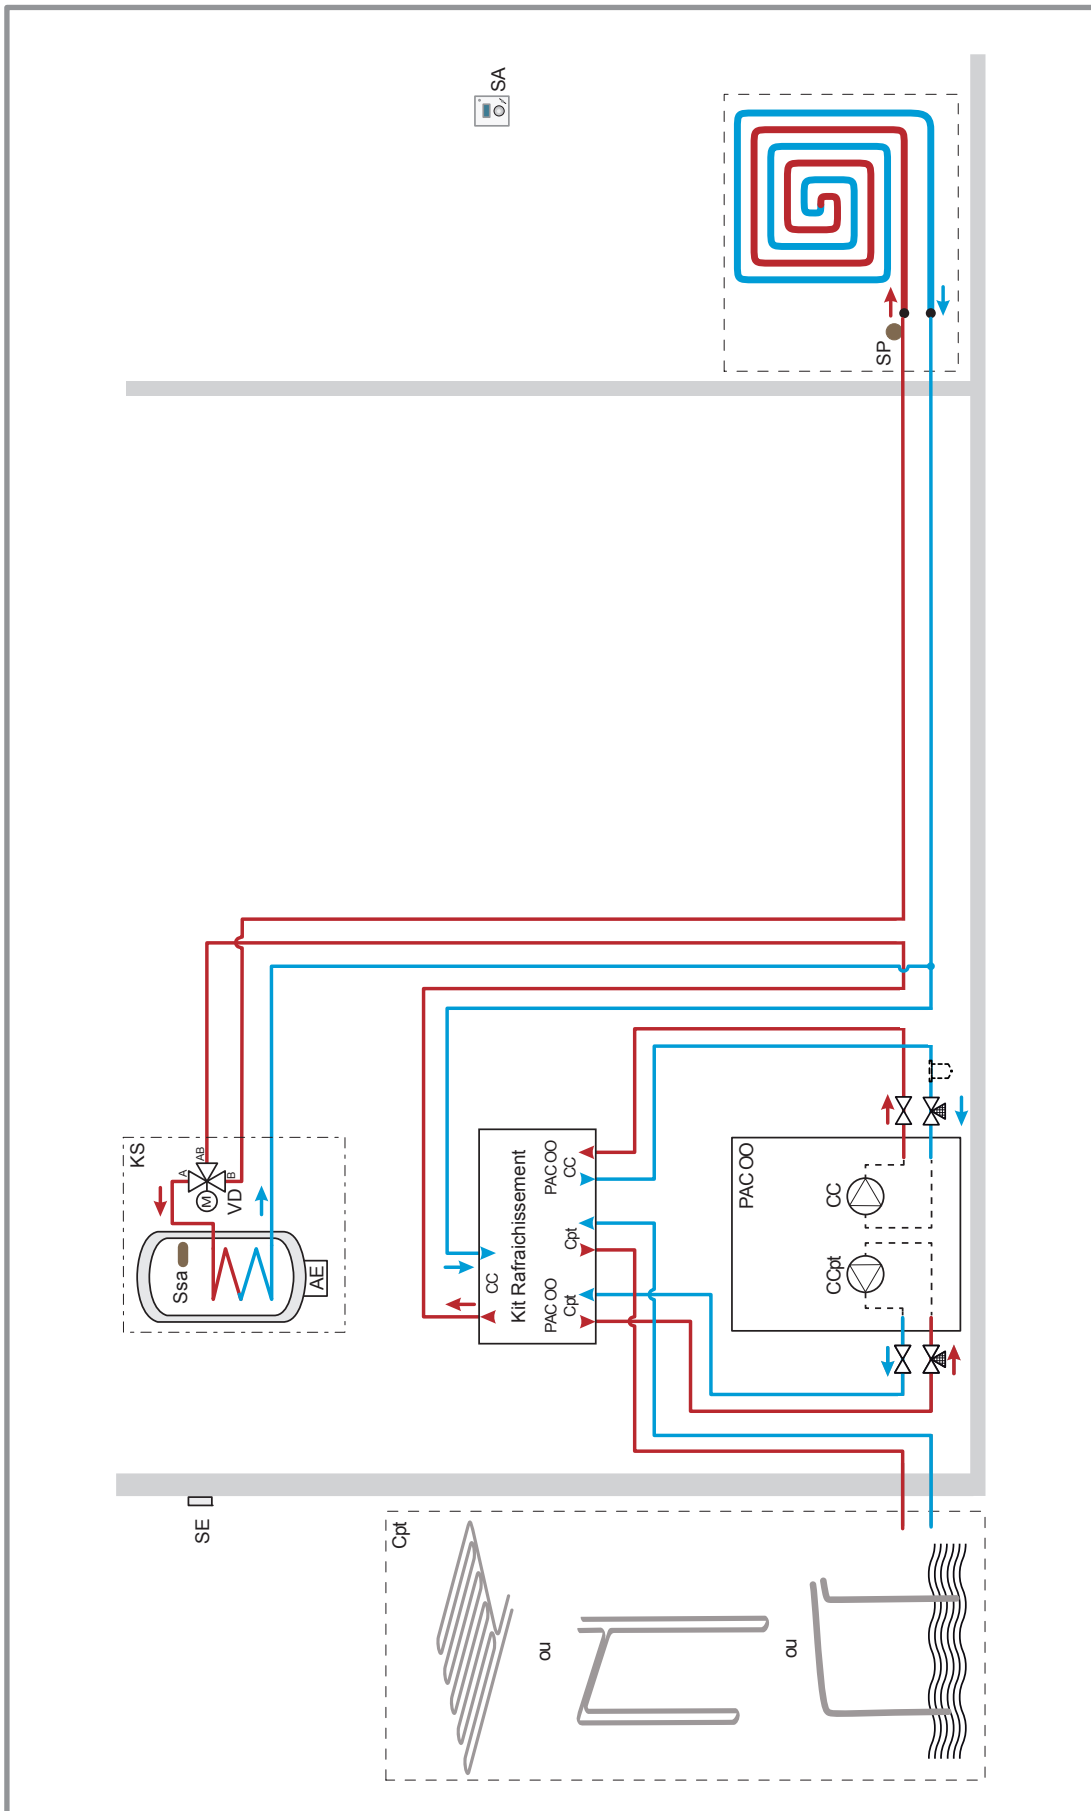 SE
Cpt
ou
ou
KS
A
AB
B
M
VD
Ssa
AE
CC
Kit Rafraichissement
PAC OO
Cpt
Cpt
PAC OO
CC
PAC OO
CCpt
CC
SA
SP